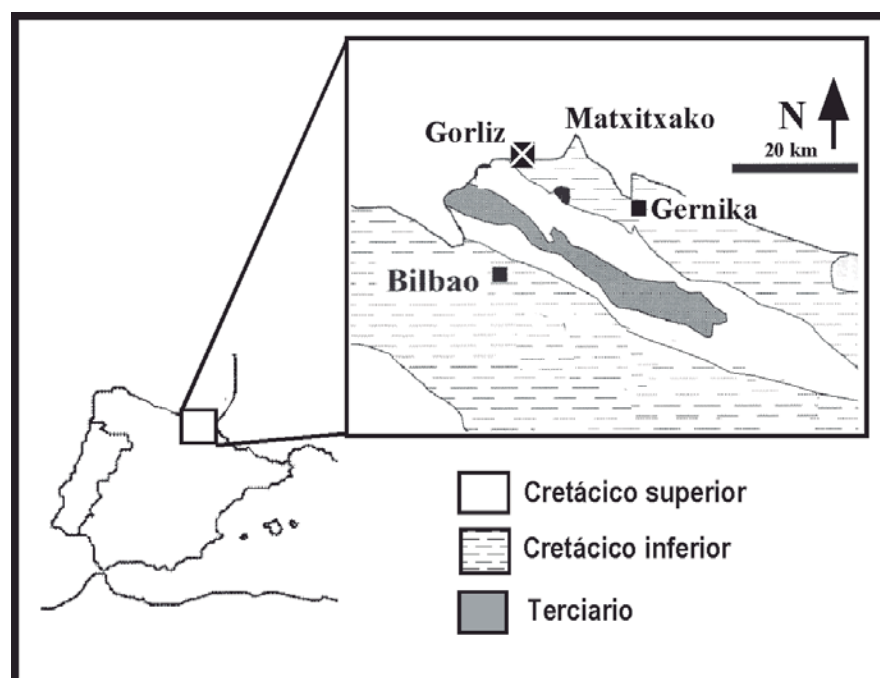 Matxitxako
Gorliz
N
20 km
Gernika
Bilbao
Cretácico superior
Cretácico inferior
Terciario